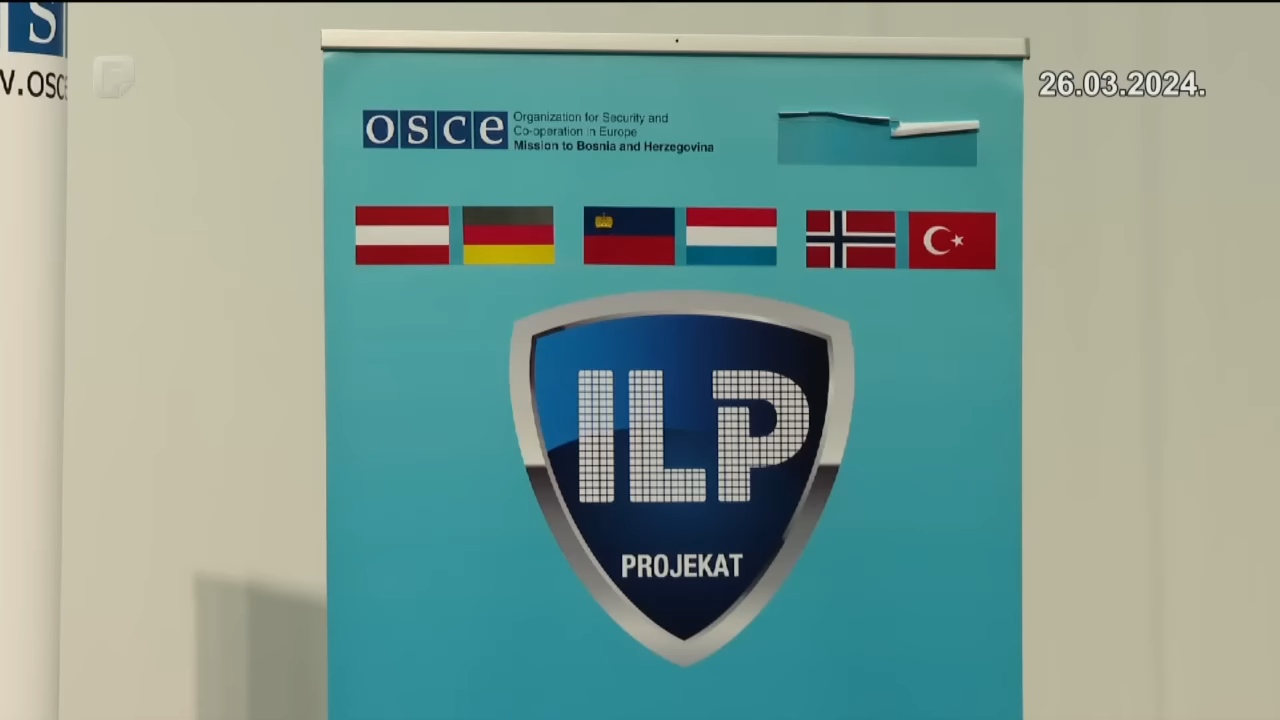 S
V.OSCE
26.03.2024.
osce
Organization for Security and
Co-operation in Europe
Mission to Bosnia and Herzegovina
ILP
PROJEKAT